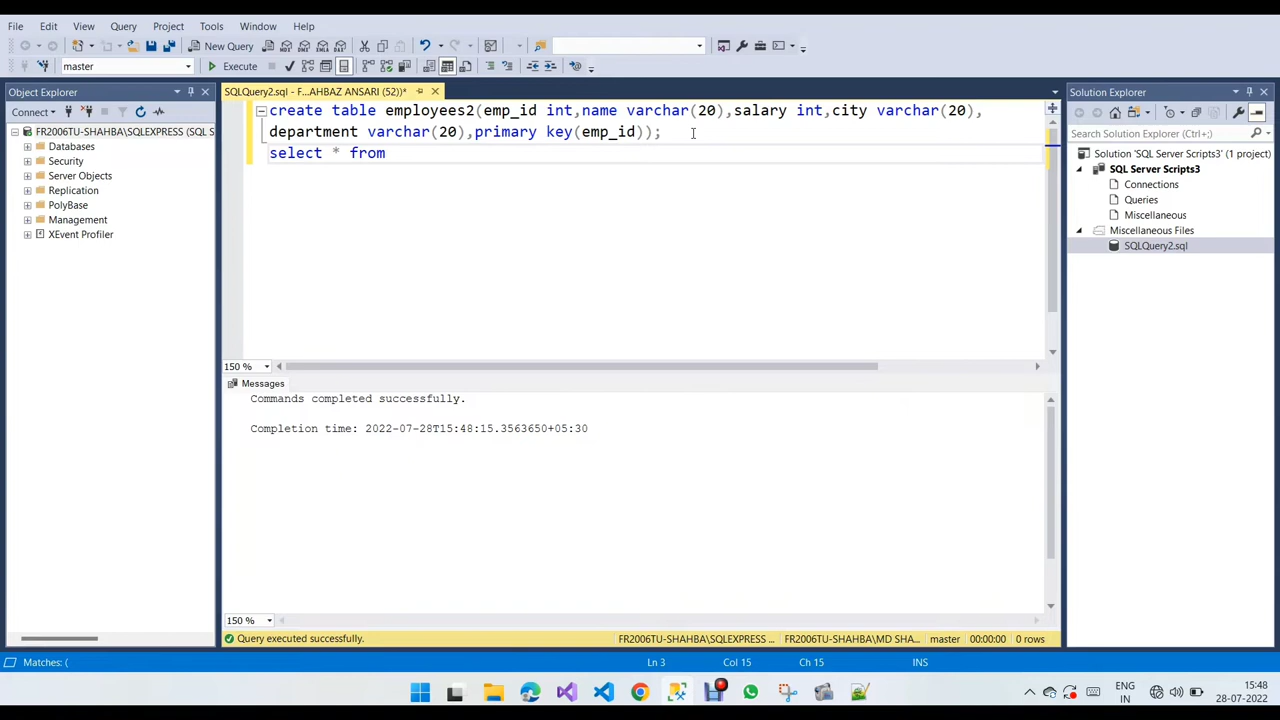 File Edit View Query Project Tools Window Help
New Query
master Execute
Object Explorer
Connect
FR2006TU-SHAHBA\SQLEXPRESS (SQL S
Databases
Security
Server Objects
Replication
PolyBase
Management
XEvent Profiler
SQLQuery2.sql - F...AHBAZ ANSARI (52))*
create table employees2(emp_id int,name varchar(20),salary int,city varchar(20),
department varchar(20),primary key(emp_id));
select * from
150 %
Messages
Commands completed successfully.
Completion time: 2022-07-28T15:48:15.3563650+05:30
150 %
Query executed successfully. FR2006TU-SHAHBA\SQLEXPRESS ... FR2006TU-SHAHBA\MD SHA... master 00:00:00 0 rows
Solution Explorer
Search Solution Explorer (Ctrl+;)
Solution 'SQL Server Scripts3' (1 project)
SQL Server Scripts3
Connections
Queries
Miscellaneous
Miscellaneous Files
SQLQuery2.sql
Matches: ( Ln 3 Col 15 Ch 15 INS
ENG
IN
15:48
28-07-2022